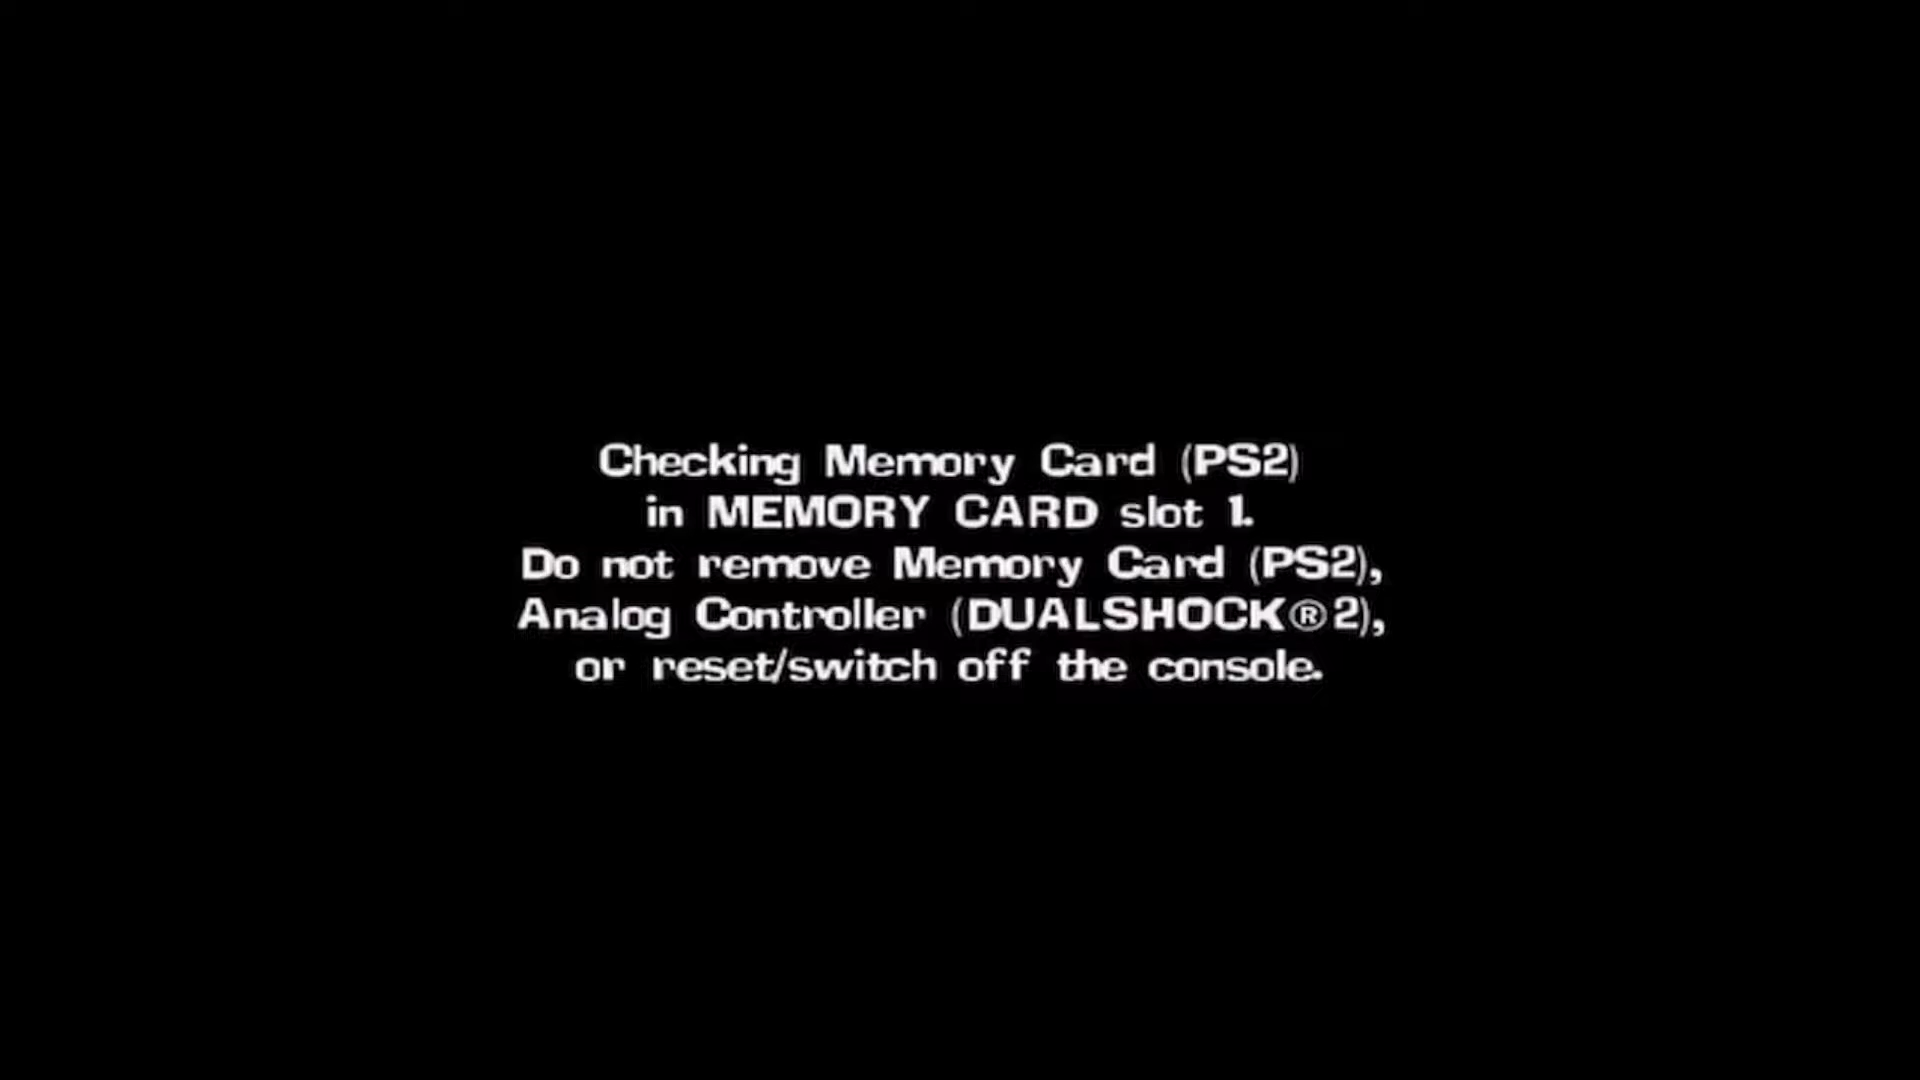 Checking Memory Card (PS2)
in MEMORY CARD slot 1.
Do not remove Memory Card (PS2),
Analog Controller (DUALSHOCK®2),
or reset/switch off the console.